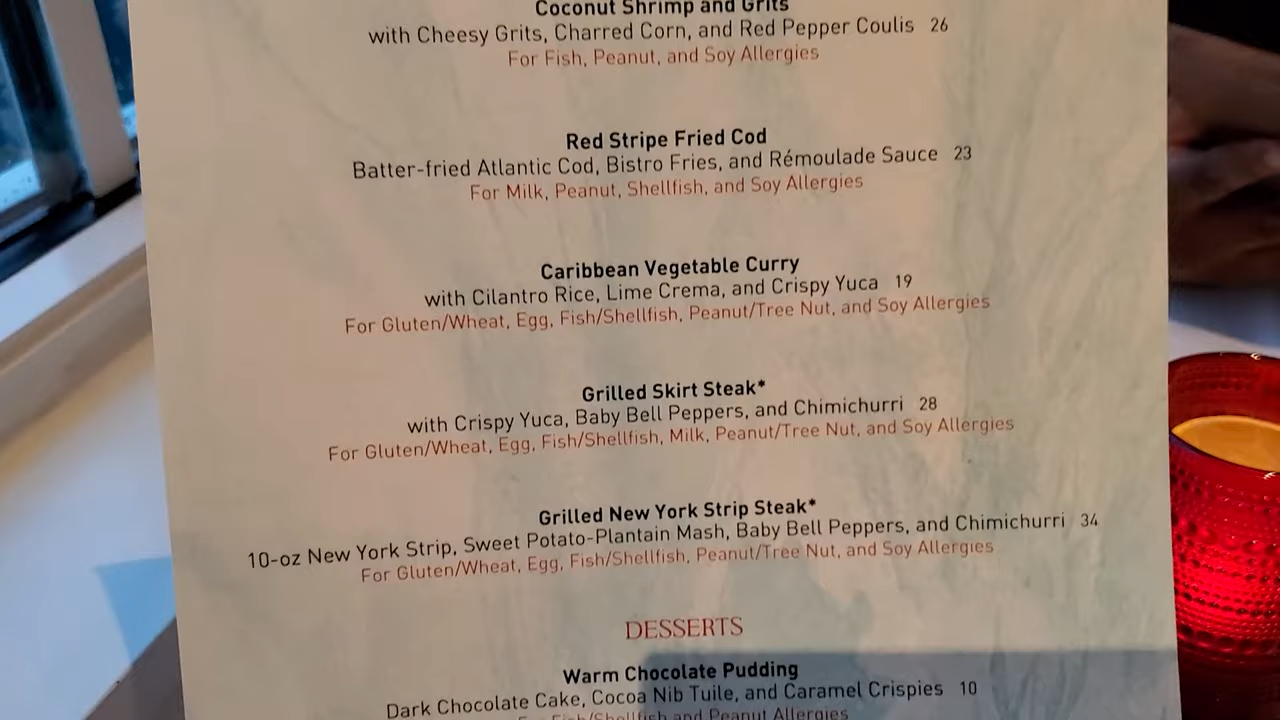 Coconut Shrimp and Grits
with Cheesy Grits, Charred Corn, and Red Pepper Coulis 26
For Fish, Peanut, and Soy Allergies
Red Stripe Fried Cod
Batter-fried Atlantic Cod, Bistro Fries, and Rémoulade Sauce 23
For Milk, Peanut, Shellfish, and Soy Allergies
Caribbean Vegetable Curry
with Cilantro Rice, Lime Crema, and Crispy Yuca 19
For Gluten/Wheat, Egg, Fish/Shellfish, Peanut/Tree Nut, and Soy Allergies
Grilled Skirt Steak*
with Crispy Yuca, Baby Bell Peppers, and Chimichurri 28
For Gluten/Wheat, Egg, Fish/Shellfish, Milk, Peanut/Tree Nut, and Soy Allergies
Grilled New York Strip Steak*
10-oz New York Strip, Sweet Potato-Plantain Mash, Baby Bell Peppers, and Chimichurri 34
For Gluten/Wheat, Egg, Fish/Shellfish, Peanut/Tree Nut, and Soy Allergies
DESSERTS
Warm Chocolate Pudding
Dark Chocolate Cake, Cocoa Nib Tuile, and Caramel Crispies 10
For Fish/Shellfish and Peanut Allergies